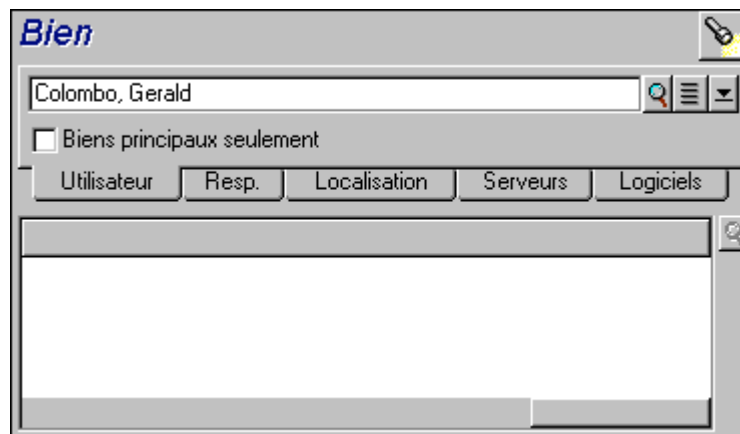 Bien
Colombo, Gerald
Biens principaux seulement
Utilisateur Resp. Localisation Serveurs Logiciels